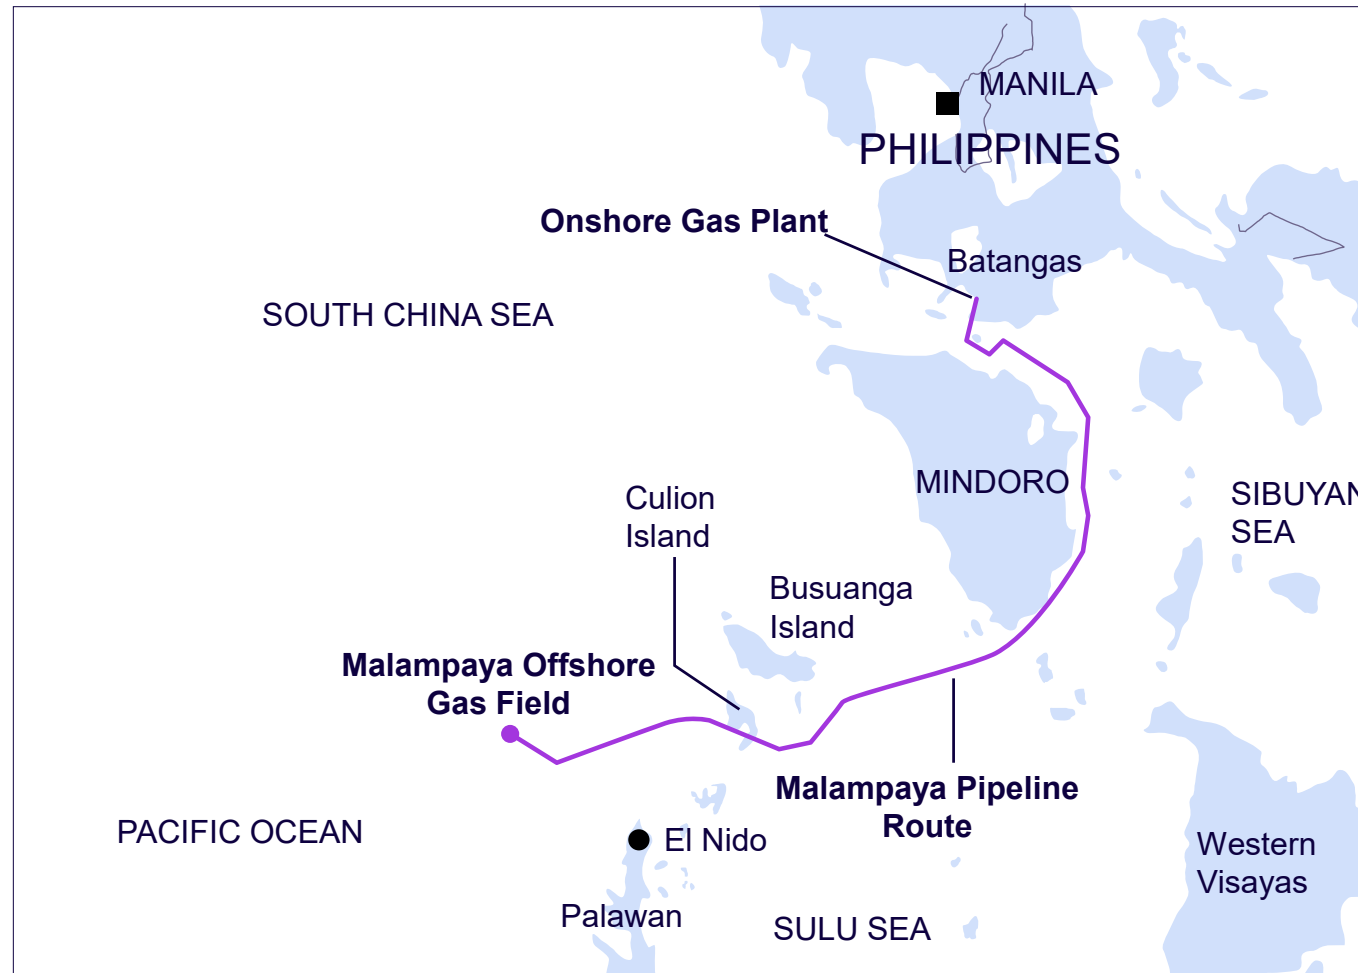 MANILA
PHILIPPINES
Onshore Gas Plant
Batangas
SOUTH CHINA SEA
MINDORO
Culion
Island
SIBUYAN
SEA
Busuanga
Island
Malampaya Offshore
Gas Field
Malampaya Pipeline
Route
PACIFIC OCEAN
El Nido
Western
Visayas
Palawan
SULU SEA